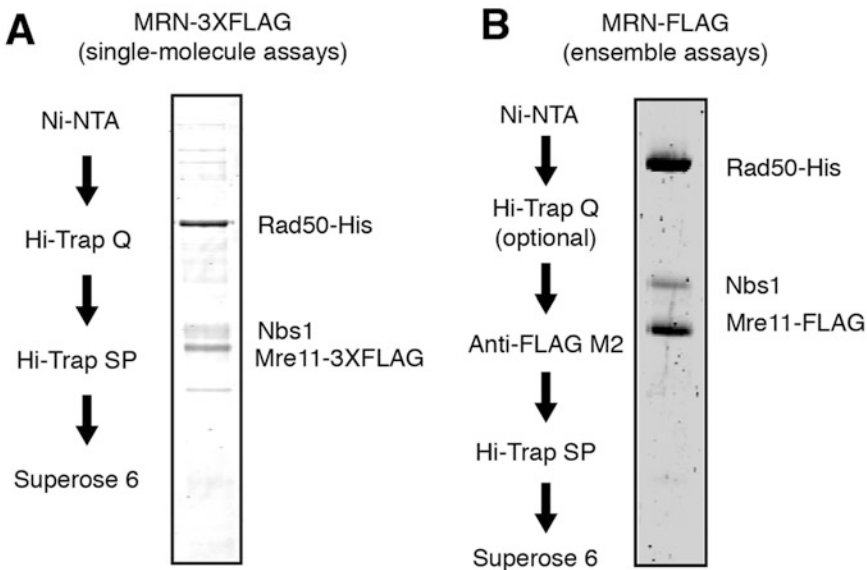 A
MRN-3XFLAG
(single-molecule assays)
Ni-NTA
Hi-Trap Q
Hi-Trap SP
Superose 6
Rad50-His
Nbs1
Mre11-3XFLAG
B
MRN-FLAG
(ensemble assays)
Ni-NTA
Hi-Trap Q
(optional)
Anti-FLAG M2
Hi-Trap SP
Superose 6
Rad50-His
Nbs1
Mre11-FLAG